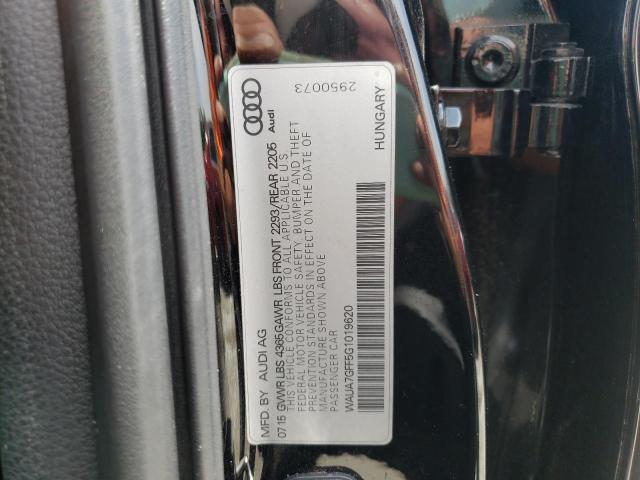 MFD. BY AUDI AG Audi
07 15 GVWR LBS 4365 GAWR LBS FRONT 2293/REAR 2205
THIS VEHICLE CONFORMS TO ALL APPLICABLE U S
FEDERAL MOTOR VEHICLE SAFETY, BUMPER AND THEFT
PREVENTION STANDARDS IN EFFECT ON THE DATE OF
MANUFACTURE SHOWN ABOVE
PASSENGER CAR
WAUA7GFF5G1019620
HUNGARY
2950073